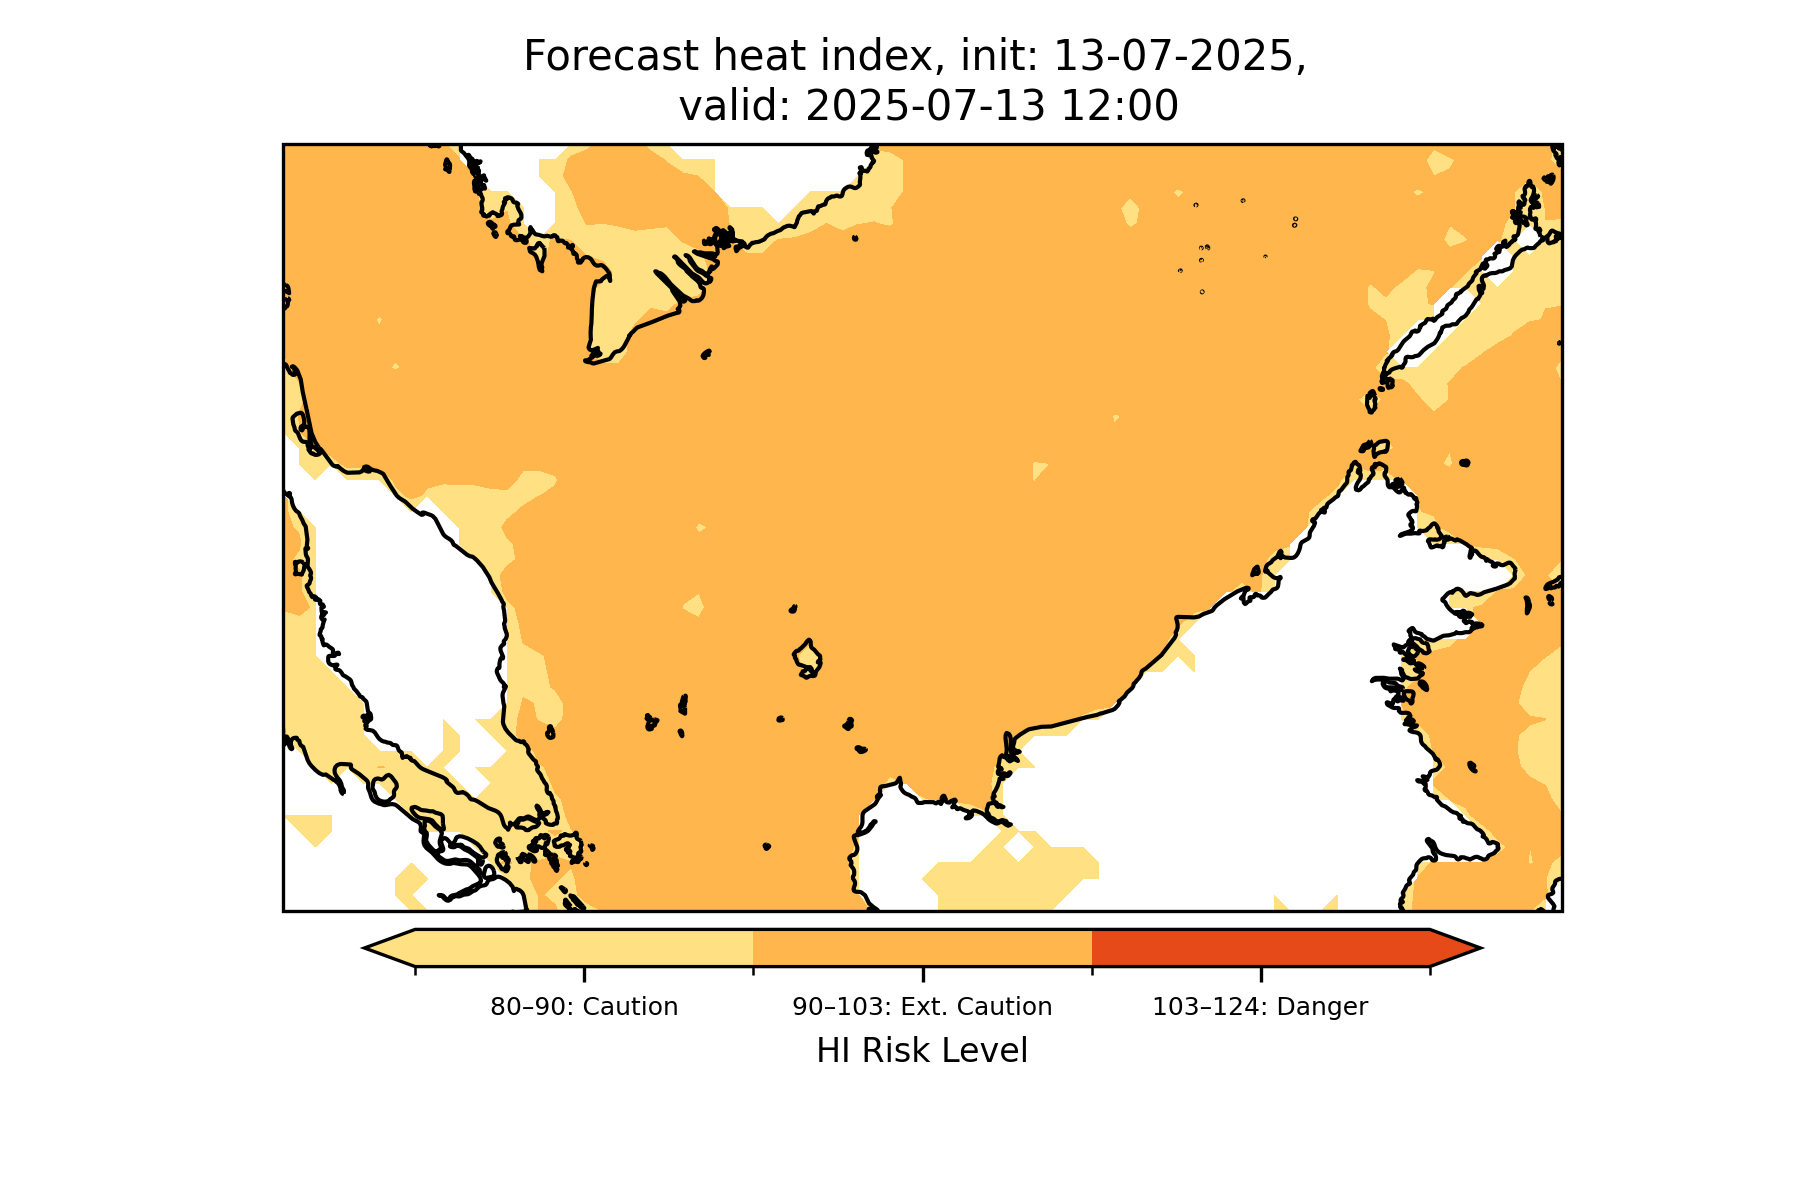 Forecast heat index, init: 13-07-2025,
valid: 2025-07-13 12:00
80–90: Caution
90–103: Ext. Caution
103–124: Danger
HI Risk Level